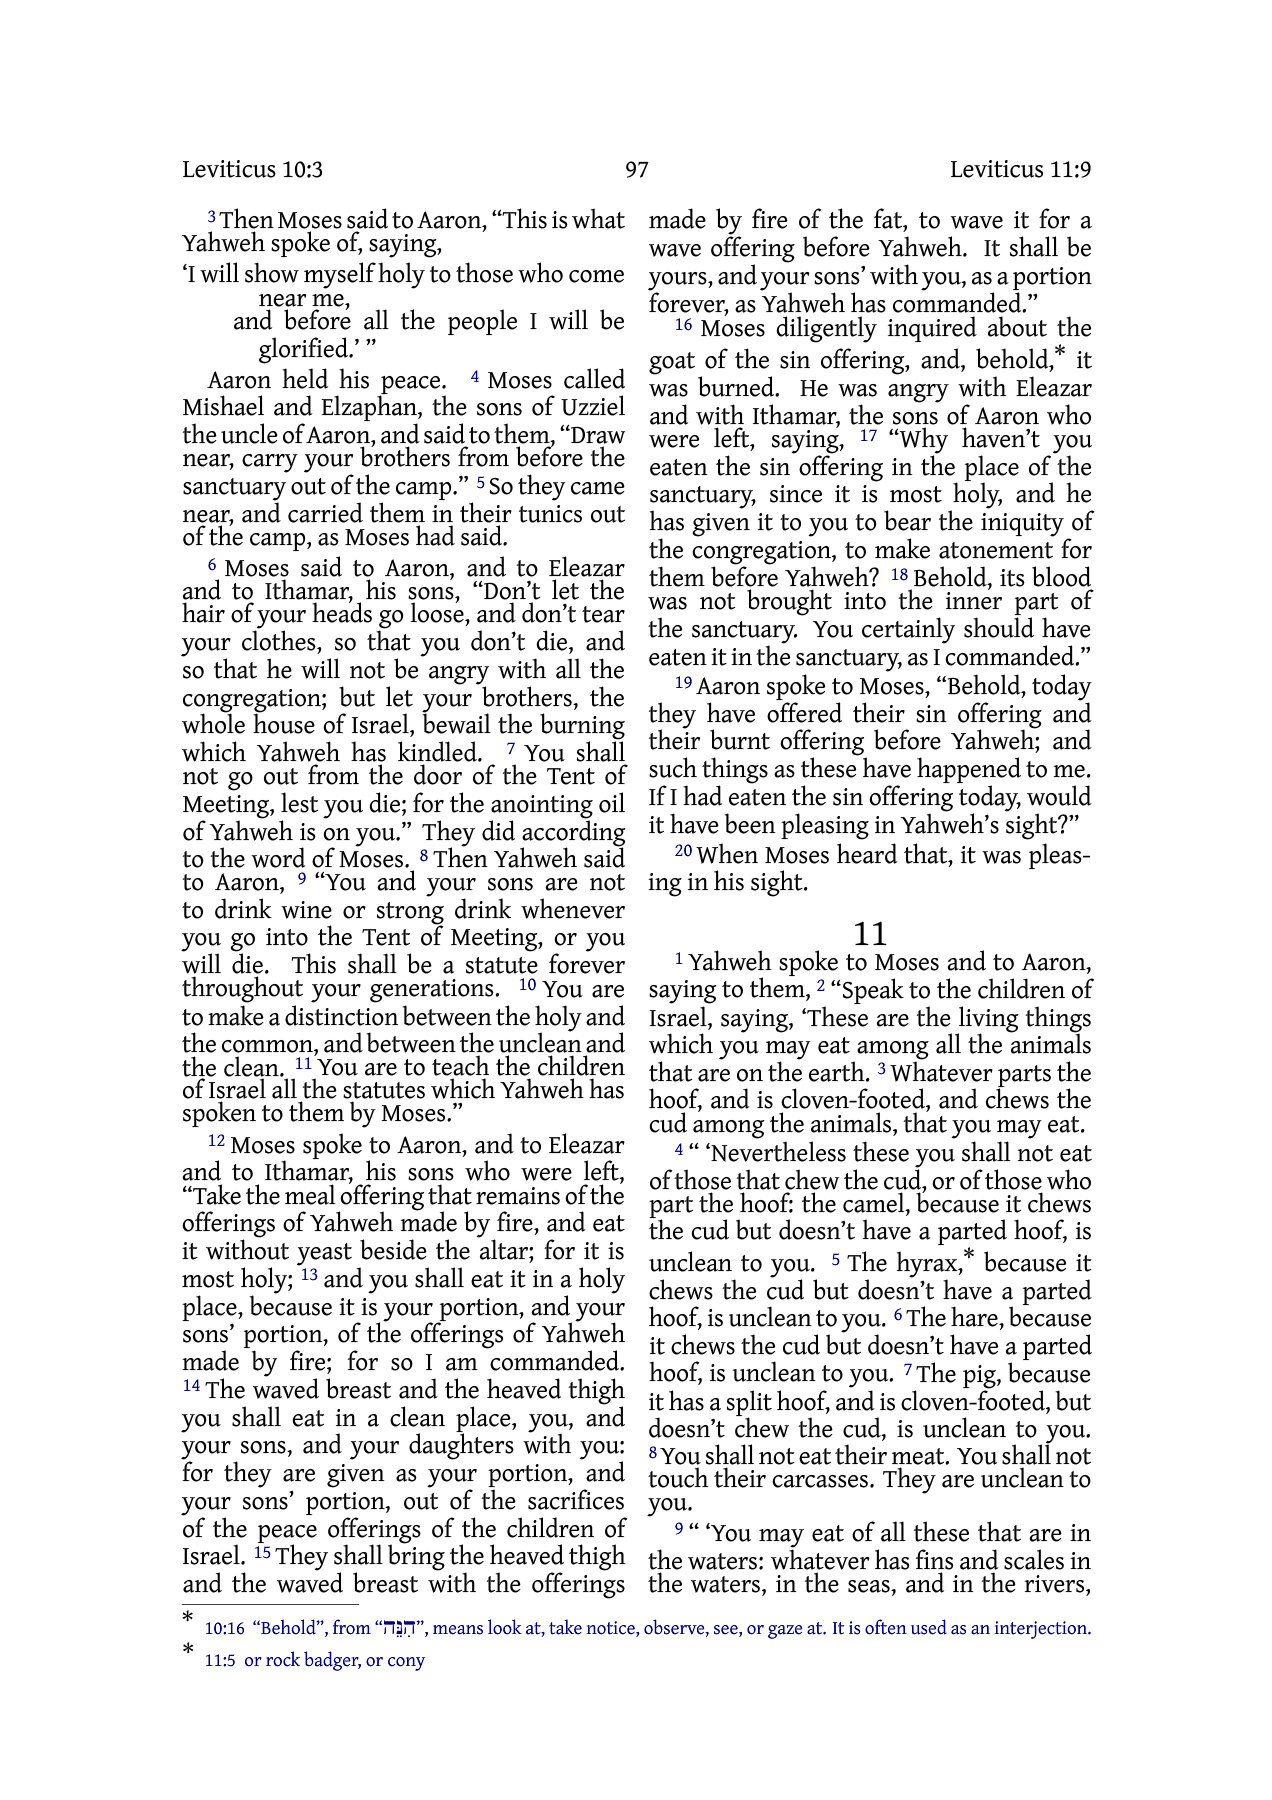 Leviticus 10:3 97 Leviticus 11:9
3 Then Moses said to Aaron, “This is what
Yahweh spoke of, saying,
‘I will show myself holy to those who come
near me,
and before all the people I will be
glorified.’ ”
Aaron held his peace. 4 Moses called
Mishael and Elzaphan, the sons of Uzziel
the uncle of Aaron, and said to them, “Draw
near, carry your brothers from before the
sanctuary out of the camp.” 5 So they came
near, and carried them in their tunics out
of the camp, as Moses had said.
6 Moses said to Aaron, and to Eleazar
and to Ithamar, his sons, “Don’t let the
hair of your heads go loose, and don’t tear
your clothes, so that you don’t die, and
so that he will not be angry with all the
congregation; but let your brothers, the
whole house of Israel, bewail the burning
which Yahweh has kindled. 7 You shall
not go out from the door of the Tent of
Meeting, lest you die; for the anointing oil
of Yahweh is on you.” They did according
to the word of Moses. 8 Then Yahweh said
to Aaron, 9 “You and your sons are not
to drink wine or strong drink whenever
you go into the Tent of Meeting, or you
will die. This shall be a statute forever
throughout your generations. 10 You are
to make a distinction between the holy and
the common, and between the unclean and
the clean. 11 You are to teach the children
of Israel all the statutes which Yahweh has
spoken to them by Moses.”
12 Moses spoke to Aaron, and to Eleazar
and to Ithamar, his sons who were left,
“Take the meal offering that remains of the
offerings of Yahweh made by fire, and eat
it without yeast beside the altar; for it is
most holy; 13 and you shall eat it in a holy
place, because it is your portion, and your
sons’ portion, of the offerings of Yahweh
made by fire; for so I am commanded.
14 The waved breast and the heaved thigh
you shall eat in a clean place, you, and
your sons, and your daughters with you:
for they are given as your portion, and
your sons’ portion, out of the sacrifices
of the peace offerings of the children of
Israel. 15 They shall bring the heaved thigh
and the waved breast with the offerings
made by fire of the fat, to wave it for a
wave offering before Yahweh. It shall be
yours, and your sons’ with you, as a portion
forever, as Yahweh has commanded.”
16 Moses diligently inquired about the
goat of the sin offering, and, behold,* it
was burned. He was angry with Eleazar
and with Ithamar, the sons of Aaron who
were left, saying, 17 “Why haven’t you
eaten the sin offering in the place of the
sanctuary, since it is most holy, and he
has given it to you to bear the iniquity of
the congregation, to make atonement for
them before Yahweh? 18 Behold, its blood
was not brought into the inner part of
the sanctuary. You certainly should have
eaten it in the sanctuary, as I commanded.”
19 Aaron spoke to Moses, “Behold, today
they have offered their sin offering and
their burnt offering before Yahweh; and
such things as these have happened to me.
If I had eaten the sin offering today, would
it have been pleasing in Yahweh’s sight?”
20 When Moses heard that, it was pleas-
ing in his sight.
11
1 Yahweh spoke to Moses and to Aaron,
saying to them, 2 “Speak to the children of
Israel, saying, ‘These are the living things
which you may eat among all the animals
that are on the earth. 3 Whatever parts the
hoof, and is cloven-footed, and chews the
cud among the animals, that you may eat.
4 “ ‘Nevertheless these you shall not eat
of those that chew the cud, or of those who
part the hoof: the camel, because it chews
the cud but doesn’t have a parted hoof, is
unclean to you. 5 The hyrax,* because it
chews the cud but doesn’t have a parted
hoof, is unclean to you. 6 The hare, because
it chews the cud but doesn’t have a parted
hoof, is unclean to you. 7 The pig, because
it has a split hoof, and is cloven-footed, but
doesn’t chew the cud, is unclean to you.
8 You shall not eat their meat. You shall not
touch their carcasses. They are unclean to
you.
9 “ ‘You may eat of all these that are in
the waters: whatever has fins and scales in
the waters, in the seas, and in the rivers,
* 10:16 “Behold”, from “הִנֵּה”, means look at, take notice, observe, see, or gaze at. It is often used as an interjection.
* 11:5 or rock badger, or cony